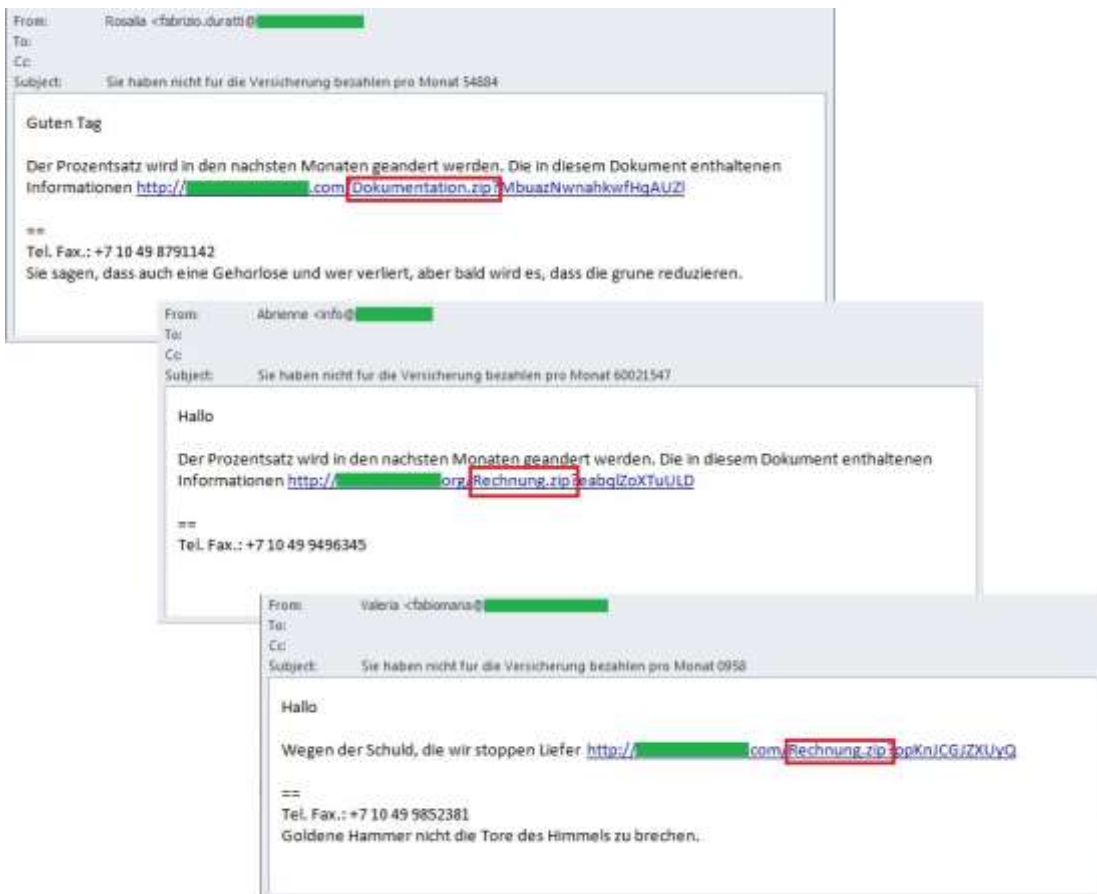 From: Rosalia <fabrizio.duratti@
To:
Cc:
Subject: Sie haben nicht fur die Versicherung bezahlen pro Monat 54884
Guten Tag
Der Prozentsatz wird in den nachsten Monaten geandert werden. Die in diesem Dokument enthaltenen
Informationen http:// .com/Dokumentation.zip?MbuazNwnahkwfHqAUZl
==
Tel. Fax.: +7 10 49 8791142
Sie sagen, dass auch eine Gehorlose und wer verliert, aber bald wird es, dass die grune reduzieren.
From: Abrienne <info@
To:
Cc:
Subject: Sie haben nicht fur die Versicherung bezahlen pro Monat 60021547
Hallo
Der Prozentsatz wird in den nachsten Monaten geandert werden. Die in diesem Dokument enthaltenen
Informationen http:// org/Rechnung.zip?eabqlZoXTuULD
==
Tel. Fax.: +7 10 49 9496345
From: Valeria <fabiomaria@
To:
Cc:
Subject: Sie haben nicht fur die Versicherung bezahlen pro Monat 0958
Hallo
Wegen der Schuld, die wir stoppen Liefer http:// com/Rechnung.zip?ppKnJCGJZXUyQ
==
Tel. Fax.: +7 10 49 9852381
Goldene Hammer nicht die Tore des Himmels zu brechen.